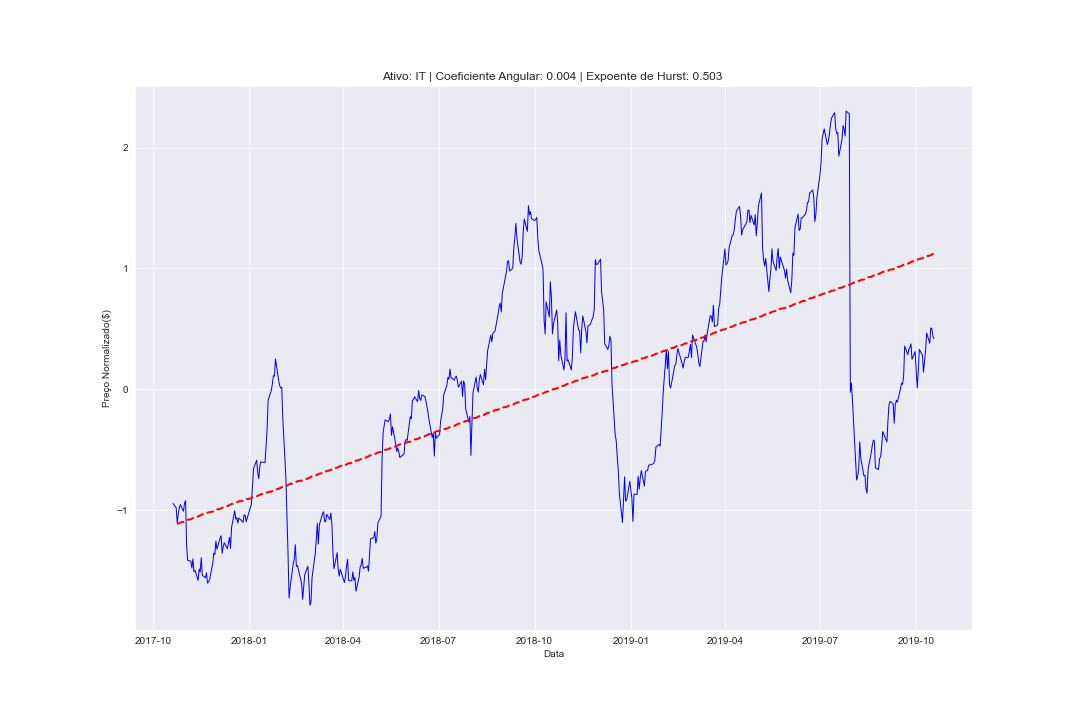 Ativo: IT | Coeficiente Angular: 0.004 | Expoente de Hurst: 0.503
Preço Normalizado($)
2
1
0
−1
2017-10 2018-01 2018-04 2018-07 2018-10 2019-01 2019-04 2019-07 2019-10
Data